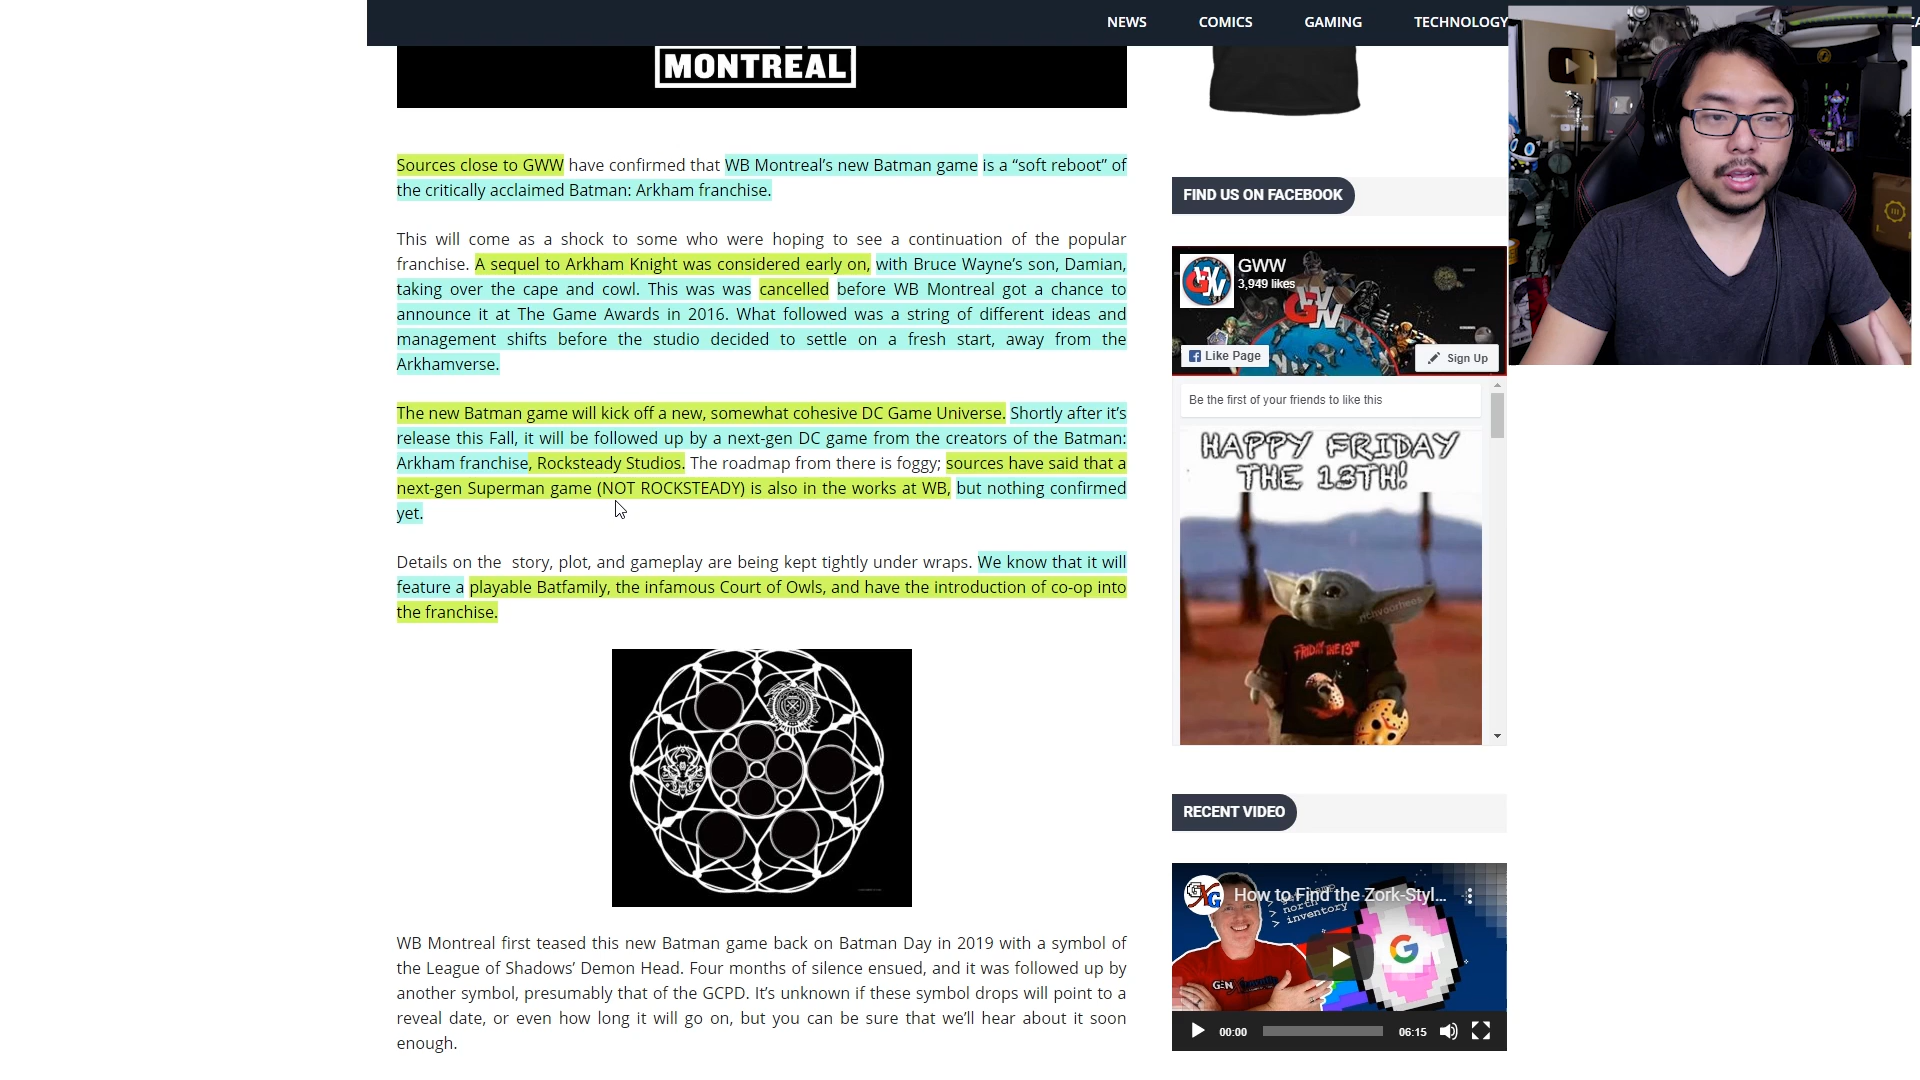 NEWS COMICS GAMING TECHNOLOGY
MONTREAL
Sources close to GWW have confirmed that WB Montreal’s new Batman game is a “soft reboot” of
the critically acclaimed Batman: Arkham franchise.
This will come as a shock to some who were hoping to see a continuation of the popular
franchise. A sequel to Arkham Knight was considered early on, with Bruce Wayne’s son, Damian,
taking over the cape and cowl. This was was cancelled before WB Montreal got a chance to
announce it at The Game Awards in 2016. What followed was a string of different ideas and
management shifts before the studio decided to settle on a fresh start, away from the
Arkhamverse.
The new Batman game will kick off a new, somewhat cohesive DC Game Universe. Shortly after it’s
release this Fall, it will be followed up by a next-gen DC game from the creators of the Batman:
Arkham franchise, Rocksteady Studios. The roadmap from there is foggy; sources have said that a
next-gen Superman game (NOT ROCKSTEADY) is also in the works at WB, but nothing confirmed
yet.
Details on the story, plot, and gameplay are being kept tightly under wraps. We know that it will
feature a playable Batfamily, the infamous Court of Owls, and have the introduction of co-op into
the franchise.
WB Montreal first teased this new Batman game back on Batman Day in 2019 with a symbol of
the League of Shadows’ Demon Head. Four months of silence ensued, and it was followed up by
another symbol, presumably that of the GCPD. It’s unknown if these symbol drops will point to a
reveal date, or even how long it will go on, but you can be sure that we’ll hear about it soon
enough.
FIND US ON FACEBOOK
GWW
3,949 likes
GW
Like Page
Sign Up
Be the first of your friends to like this
HAPPY FRIDAY
THE 13TH!
richvoorhees
FRIDAY THE 13TH
RECENT VIDEO
How to Find the Zork-Styl...
> north
> inventory
G
GEN
00:00
06:15